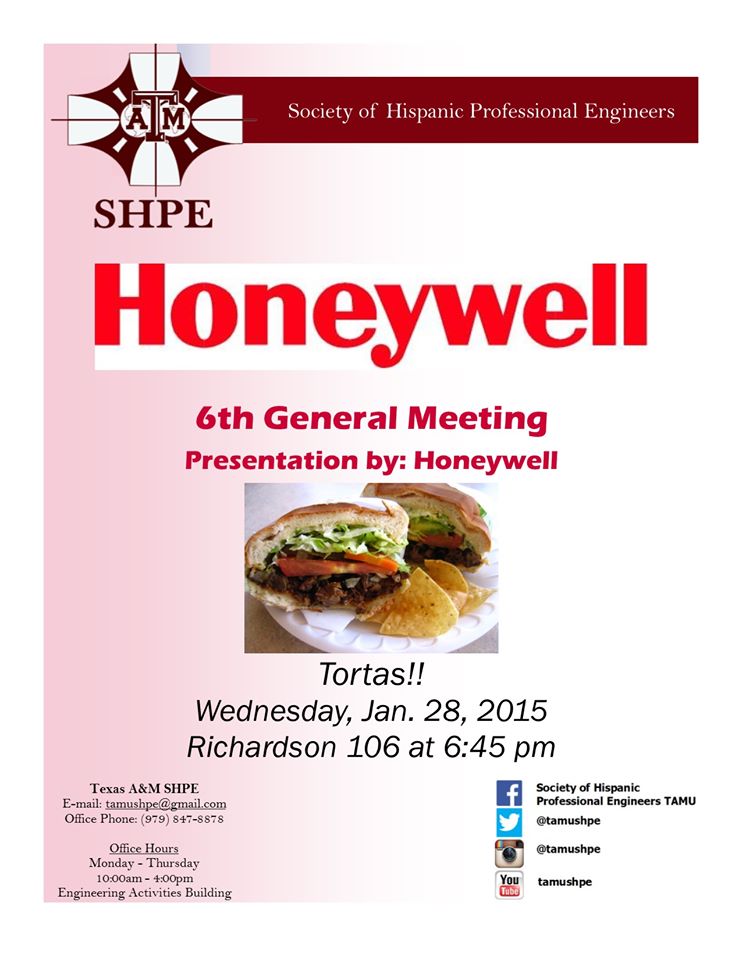 Society of Hispanic Professional Engineers
ATM
SHPE
Honeywell
6th General Meeting
Presentation by: Honeywell
Tortas!!
Wednesday, Jan. 28, 2015
Richardson 106 at 6:45 pm
Texas A&M SHPE
E-mail: tamushpe@gmail.com
Office Phone: (979) 847-8878
Office Hours
Monday - Thursday
10:00am - 4:00pm
Engineering Activities Building
Society of Hispanic
Professional Engineers TAMU
@tamushpe
@tamushpe
You
Tube
tamushpe